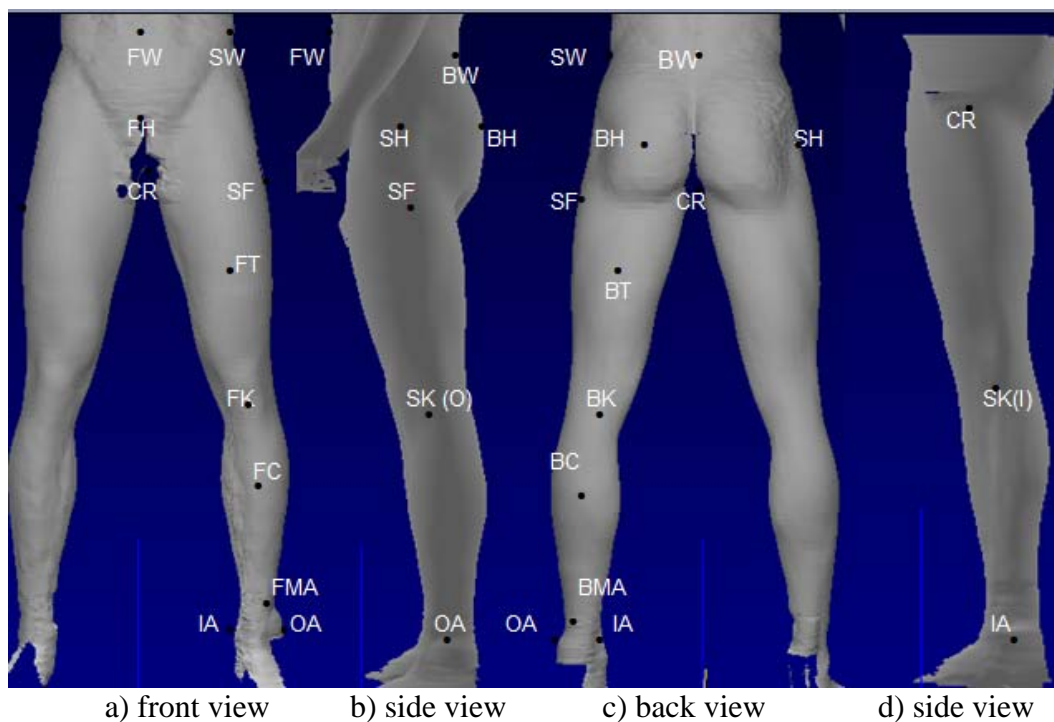 FW SW FW BW SW BW
FH SH BH BH SH CR
CR SF SF SF CR
FT BT
FK SK (O) BK SK(I)
FC BC
FMA BMA
IA OA OA OA IA IA
a) front view b) side view c) back view d) side view